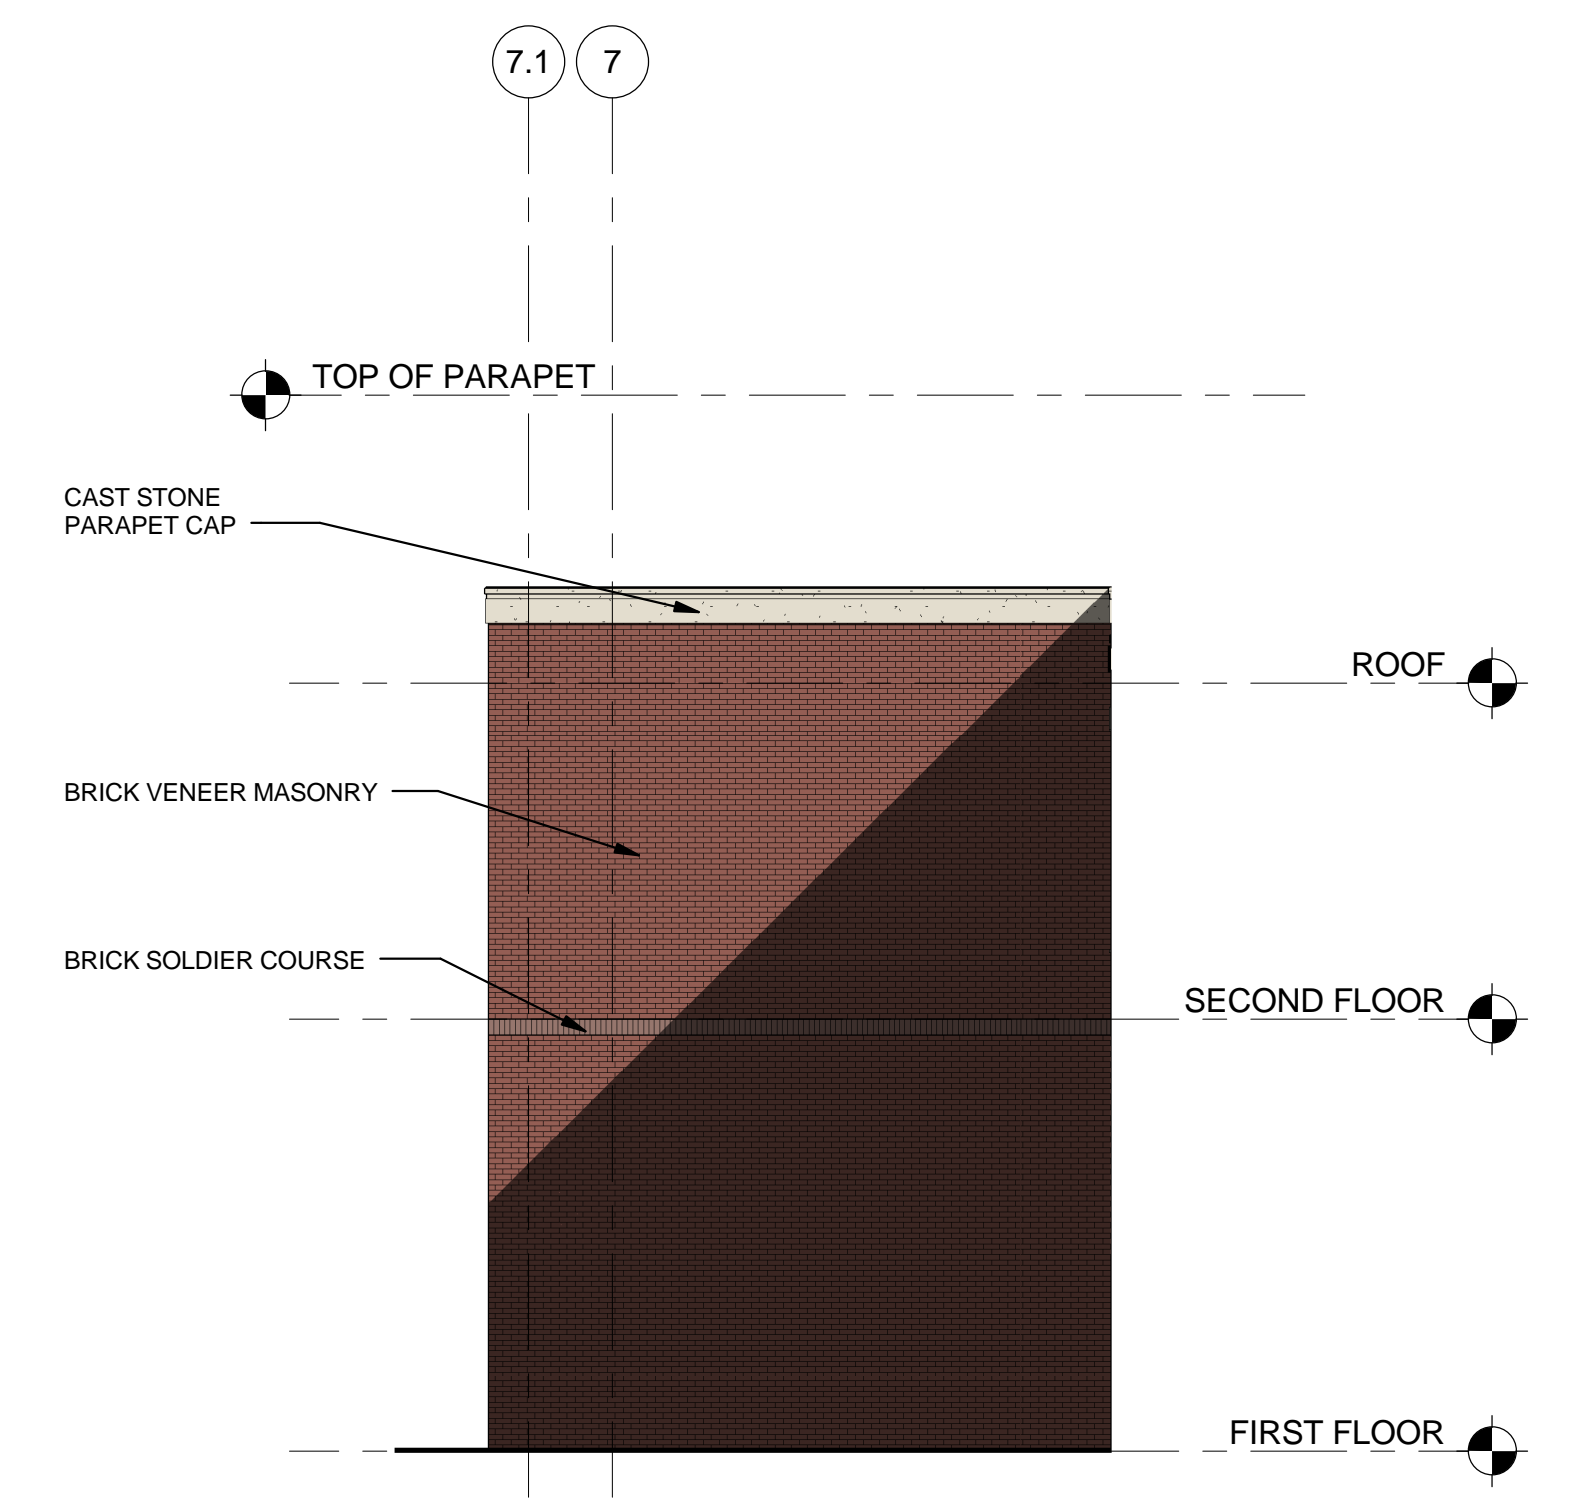 7.1
7
TOP OF PARAPET
CAST STONE
PARAPET CAP
ROOF
BRICK VENEER MASONRY
BRICK SOLDIER COURSE
SECOND FLOOR
FIRST FLOOR